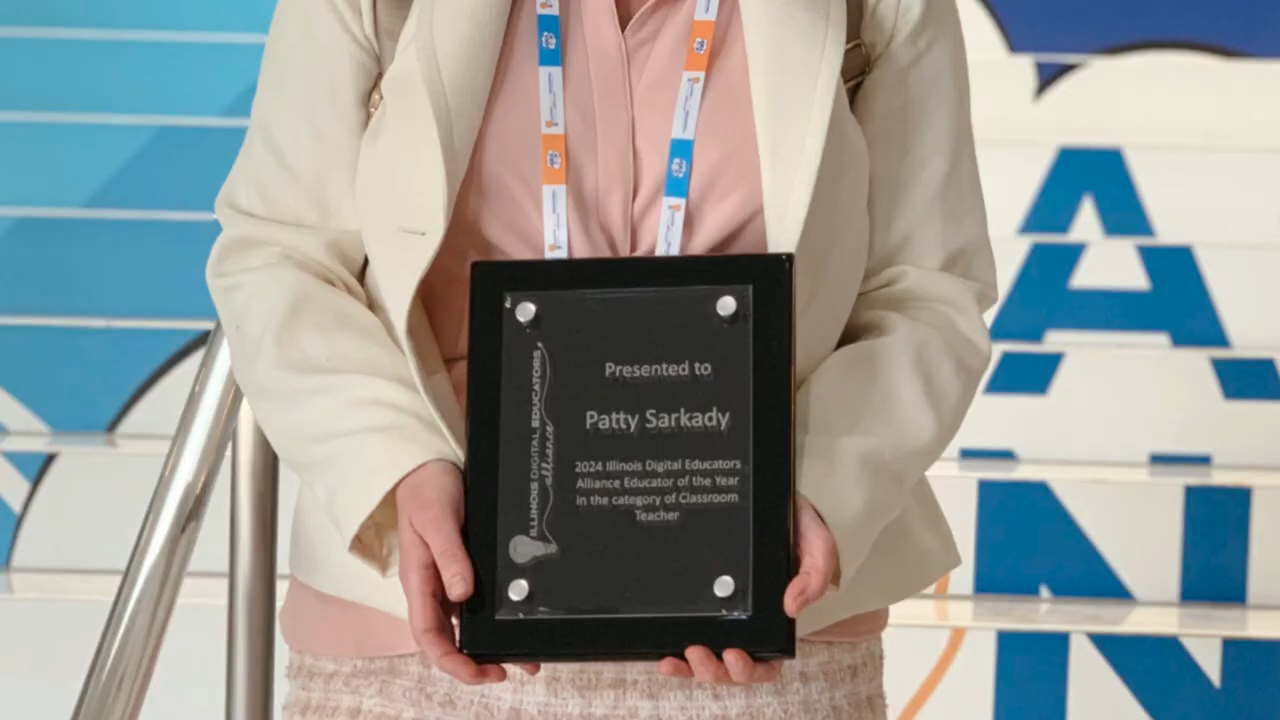 Presented to
Patty Sarkady
2024 Illinois Digital Educators
Alliance Educator of the Year
in the category of Classroom
Teacher
ILLINOIS DIGITAL EDUCATORS
alliance
A
N